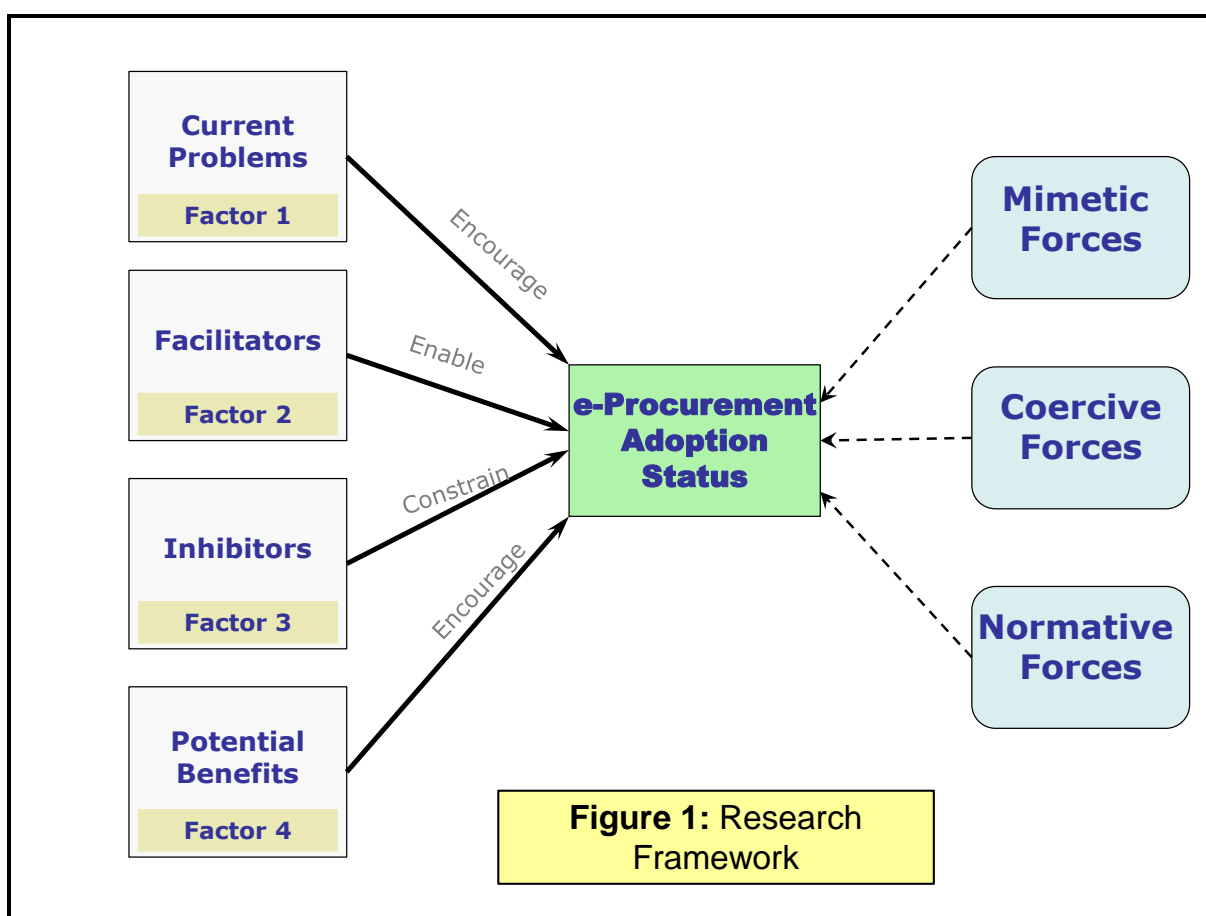 Current
Problems
Factor 1
Encourage
Facilitators
Factor 2
Enable
Inhibitors
Factor 3
Constrain
Potential
Benefits
Factor 4
Encourage
e-Procurement
Adoption
Status
Mimetic
Forces
Coercive
Forces
Normative
Forces
Figure 1: Research
Framework